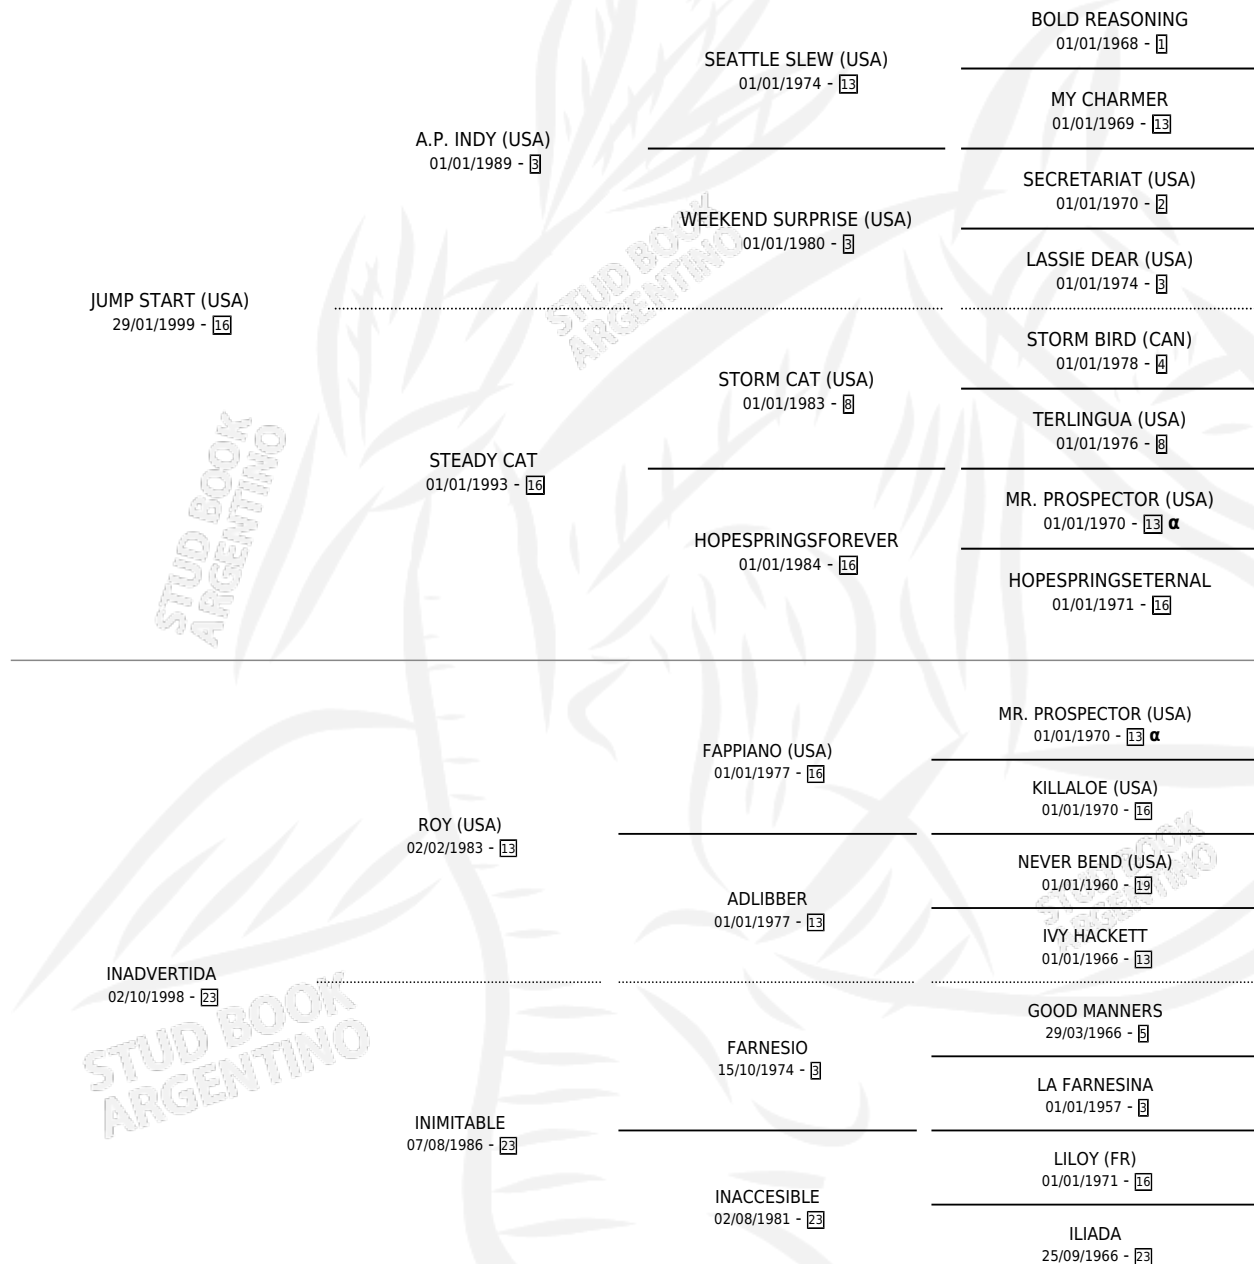 BOLD REASONING
01/01/1968 - 1
SEATTLE SLEW (USA)
01/01/1974 - 13
MY CHARMER
01/01/1969 - 13
A.P. INDY (USA)
01/01/1989 - 3
SECRETARIAT (USA)
01/01/1970 - 2
WEEKEND SURPRISE (USA)
01/01/1980 - 3
LASSIE DEAR (USA)
01/01/1974 - 3
JUMP START (USA)
29/01/1999 - 16
STORM BIRD (CAN)
01/01/1978 - 4
STORM CAT (USA)
01/01/1983 - 8
TERLINGUA (USA)
01/01/1976 - 8
STEADY CAT
01/01/1993 - 16
MR. PROSPECTOR (USA)
01/01/1970 - 13 α
HOPESPRINGSFOREVER
01/01/1984 - 16
HOPESPRINGSETERNAL
01/01/1971 - 16
MR. PROSPECTOR (USA)
01/01/1970 - 13 α
FAPPIANO (USA)
01/01/1977 - 16
KILLALOE (USA)
01/01/1970 - 16
ROY (USA)
02/02/1983 - 13
NEVER BEND (USA)
01/01/1960 - 19
ADLIBBER
01/01/1977 - 13
IVY HACKETT
01/01/1966 - 13
INADVERTIDA
02/10/1998 - 23
GOOD MANNERS
29/03/1966 - 5
FARNESIO
15/10/1974 - 3
LA FARNESINA
01/01/1957 - 3
INIMITABLE
07/08/1986 - 23
LILOY (FR)
01/01/1971 - 16
INACCESIBLE
02/08/1981 - 23
ILIADA
25/09/1966 - 23
STUD BOOK
ARGENTINO
STUD BOOK
ARGENTINO
STUD BOOK
ARGENTINO
STUD BOOK
ARGENTINO